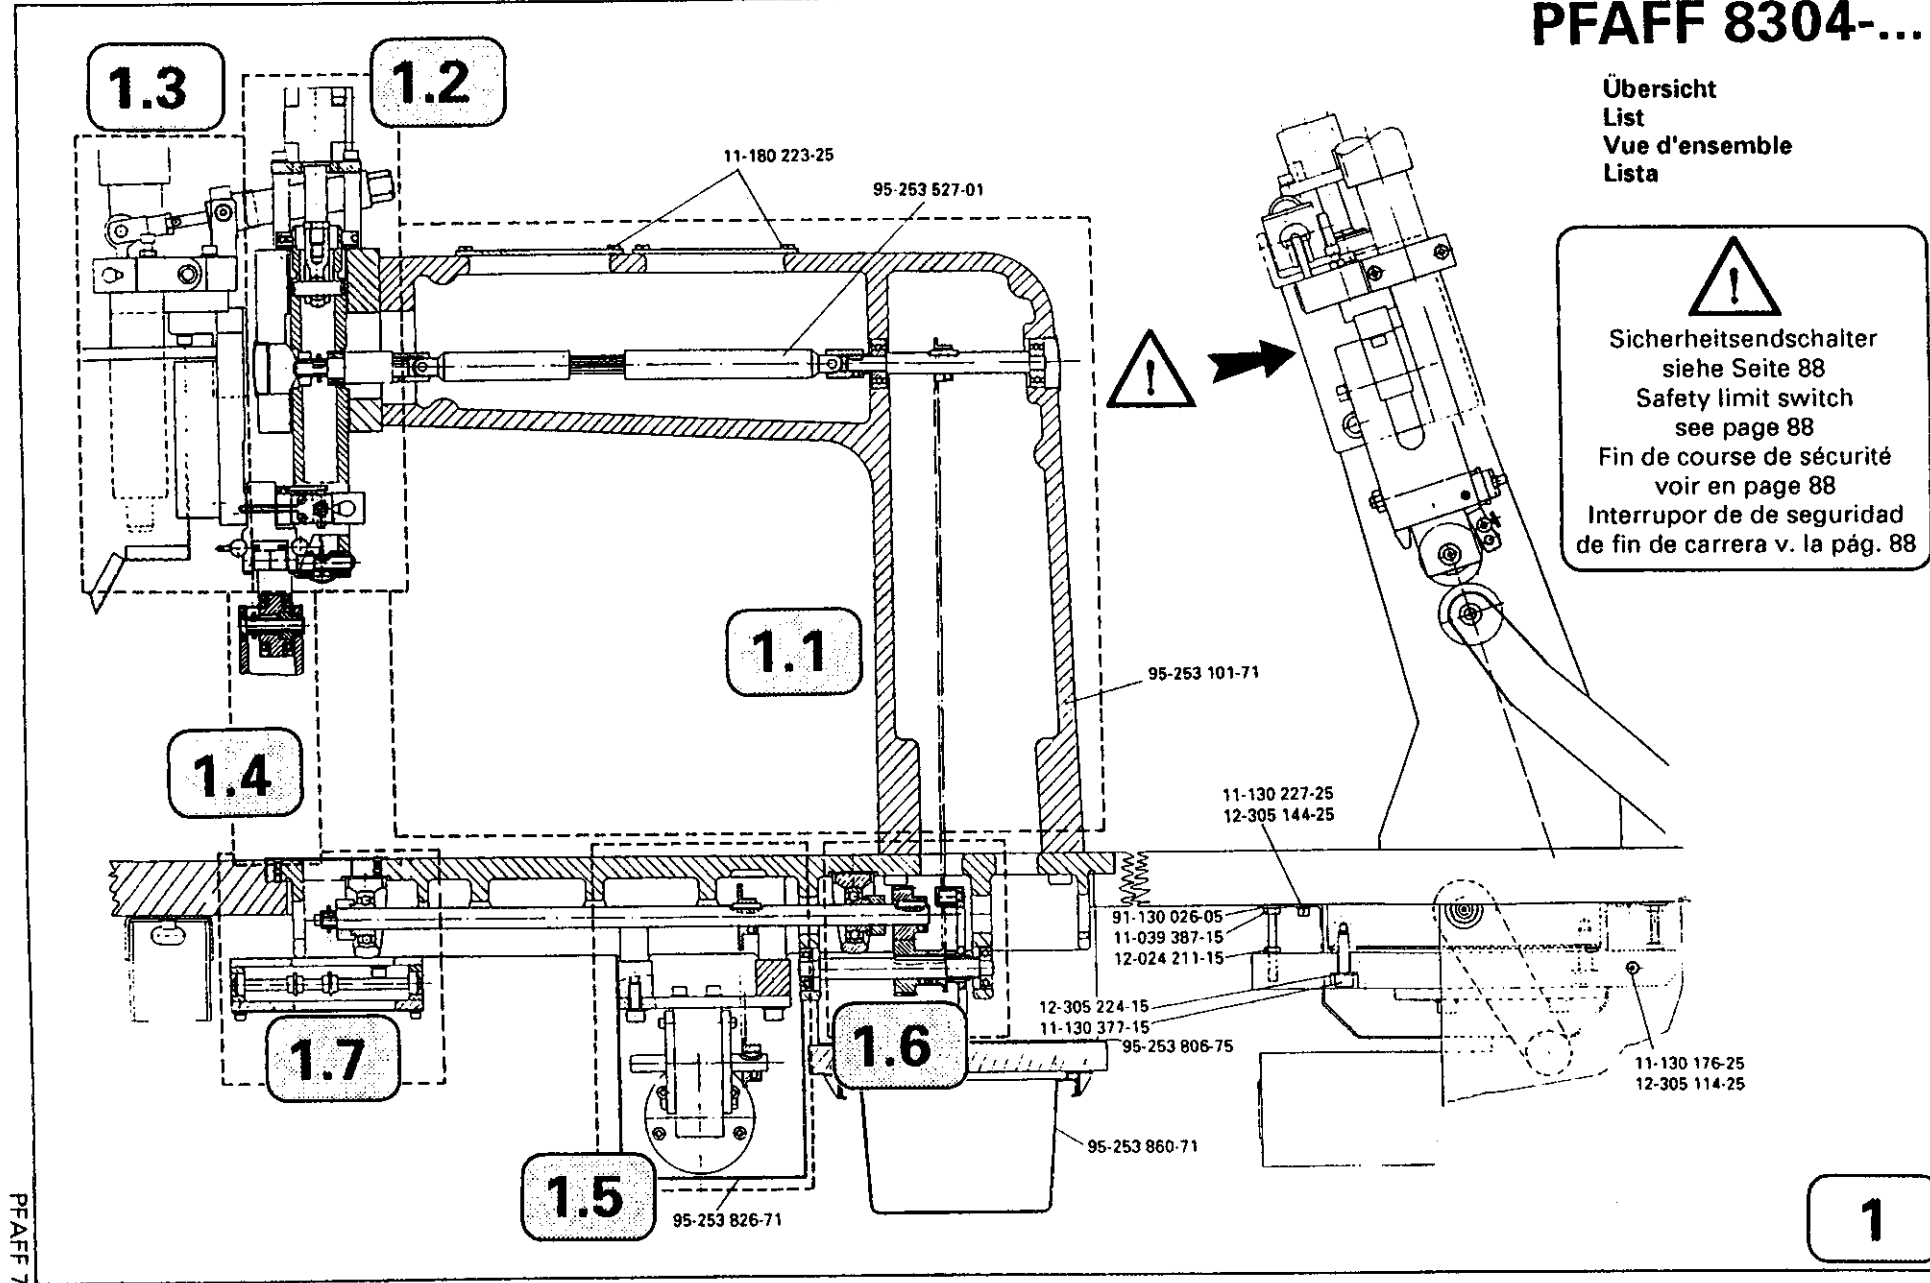 PFAFF 8304-...
Übersicht
List
Vue d'ensemble
Lista
1.3
1.2
11-180 223-25
95-253 527-01
Sicherheitsendschalter
siehe Seite 88
Safety limit switch
see page 88
Fin de course de sécurité
voir en page 88
Interrupor de de seguridad
de fin de carrera v. la pág. 88
1.1
95-253 101-71
1.4
11-130 227-25
12-305 144-25
91-130 026-05
11-039 387-15
12-024 211-15
12-305 224-15
11-130 377-15
95-253 806-75
1.7
1.6
11-130 176-25
12-305 114-25
95-253 860-71
1.5
95-253 826-71
1
PFAFF 7